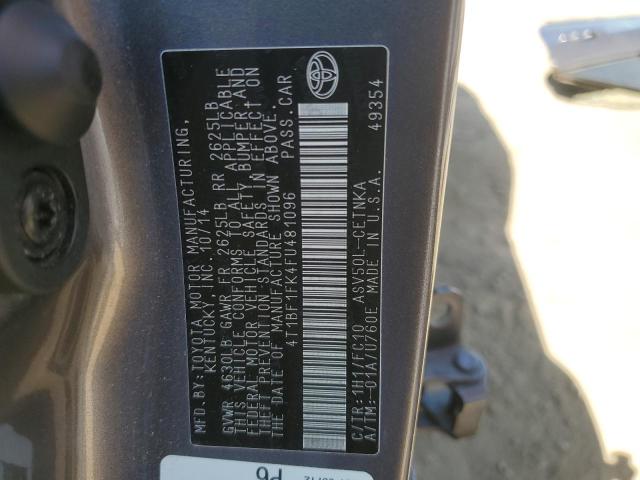 MFD.BY:TOYOTA MOTOR MANUFACTURING,
KENTUCKY, INC. 10/14
GVWR 4630LB GAWR FR 2625LB RR 2625LB
THIS VEHICLE CONFORMS TO ALL APPLICABLE
FEDERAL MOTOR VEHICLE SAFETY, BUMPER, AND
THEFT PREVENTION STANDARDS IN EFFECT ON
THE DATE OF MANUFACTURE SHOWN ABOVE.
4T1BF1FK4FU481096 PASS. CAR
C/TR:1H1/FC10 ASV50L-CETNKA
A/TM:-01A/U760E MADE IN U.S.A. 49354
P6